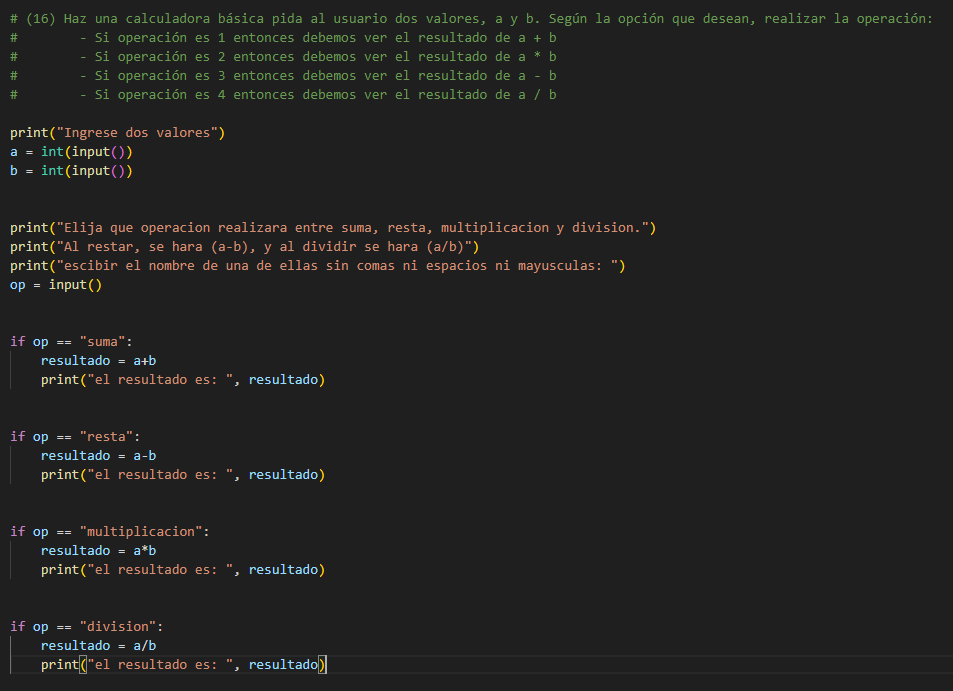 # (16) Haz una calculadora básica pida al usuario dos valores, a y b. Según la opción que desean, realizar la operación:
#        - Si operación es 1 entonces debemos ver el resultado de a + b
#        - Si operación es 2 entonces debemos ver el resultado de a * b
#        - Si operación es 3 entonces debemos ver el resultado de a - b
#        - Si operación es 4 entonces debemos ver el resultado de a / b
print("Ingrese dos valores")
a = int(input())
b = int(input())
print("Elija que operacion realizara entre suma, resta, multiplicacion y division.")
print("Al restar, se hara (a-b), y al dividir se hara (a/b)")
print("escibir el nombre de una de ellas sin comas ni espacios ni mayusculas: ")
op = input()
if op == "suma":
    resultado = a+b
    print("el resultado es: ", resultado)
if op == "resta":
    resultado = a-b
    print("el resultado es: ", resultado)
if op == "multiplicacion":
    resultado = a*b
    print("el resultado es: ", resultado)
if op == "division":
    resultado = a/b
    print("el resultado es: ", resultado)